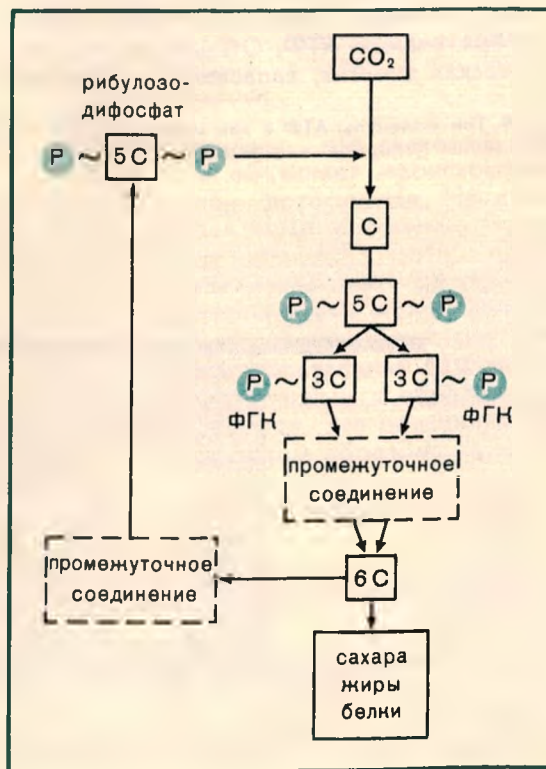 CO₂
рибулозо-
дифосфат
P ~ 5C ~ P
C
P ~ 5C ~ P
P ~ 3C 3C ~ P
ФГК ФГК
промежуточное
соединение
промежуточное
соединение
6C
сахара
жиры
белки